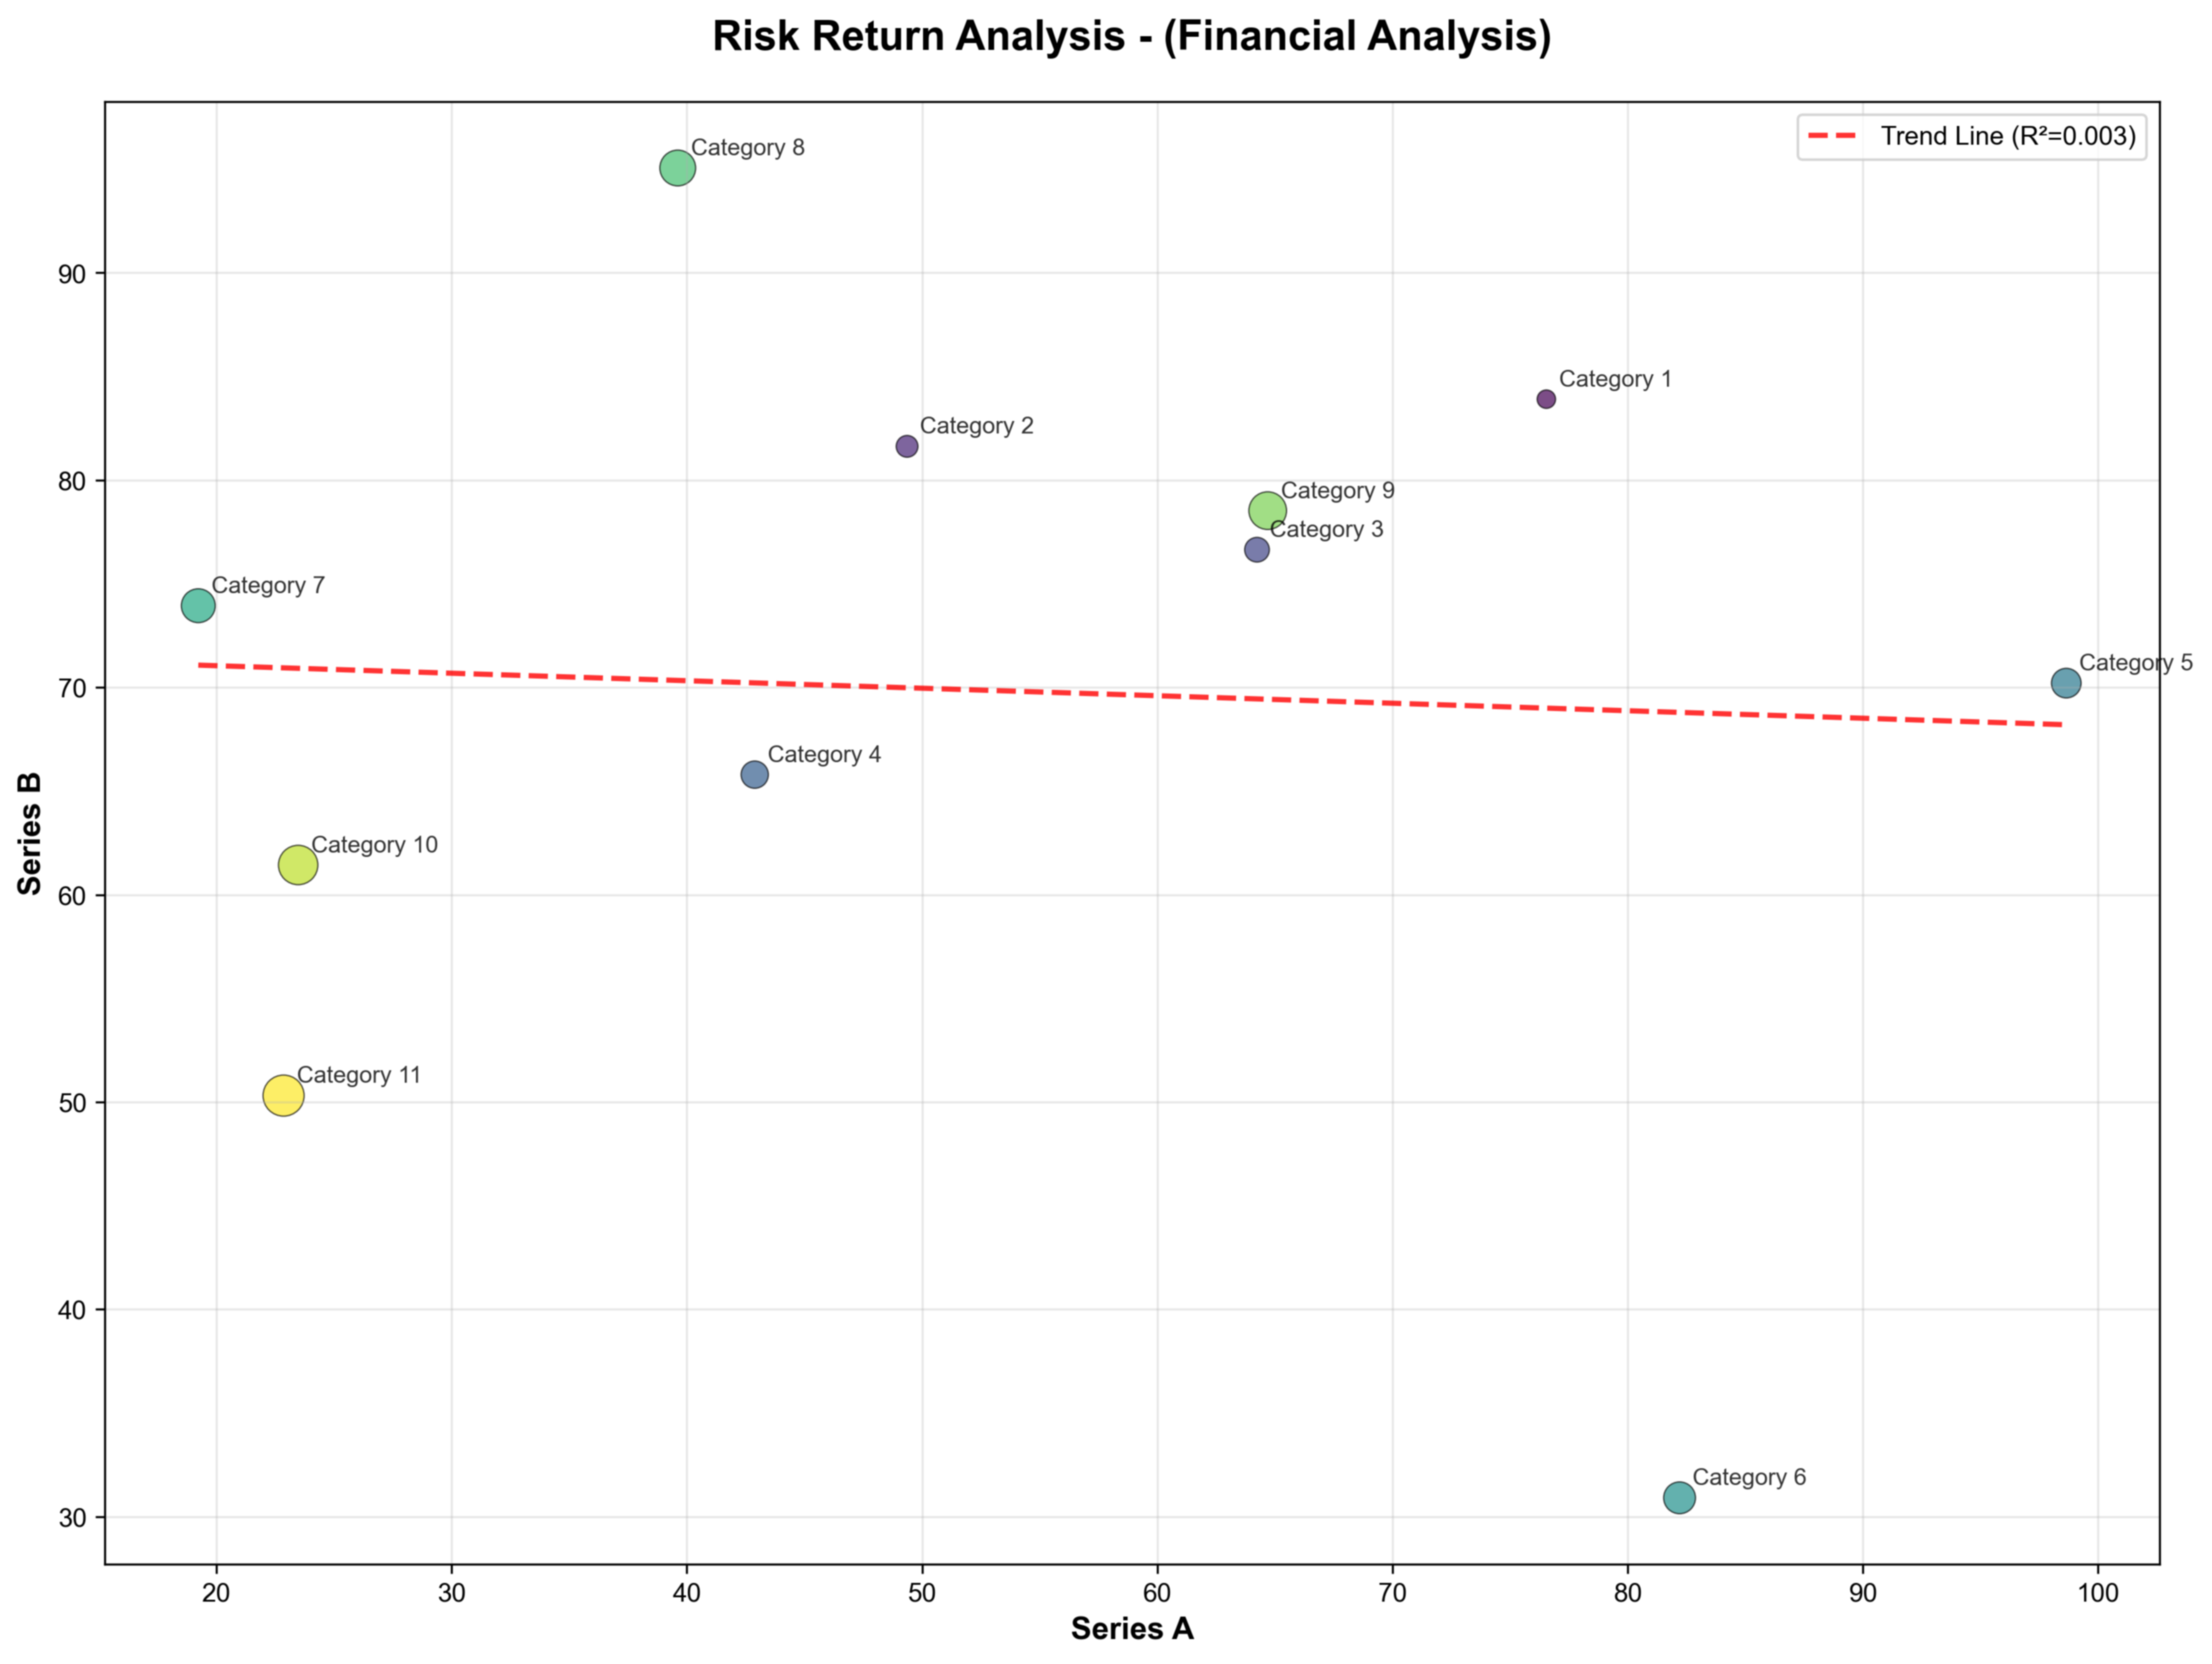 Risk Return Analysis - (Financial Analysis)
Trend Line (R²=0.003)
Category 8
Category 1
Category 2
Category 9
Category 3
Category 7
Category 5
Category 4
Category 10
Category 11
Category 6
Series B
90
80
70
60
50
40
30
20
30
40
50
60
70
80
90
100
Series A